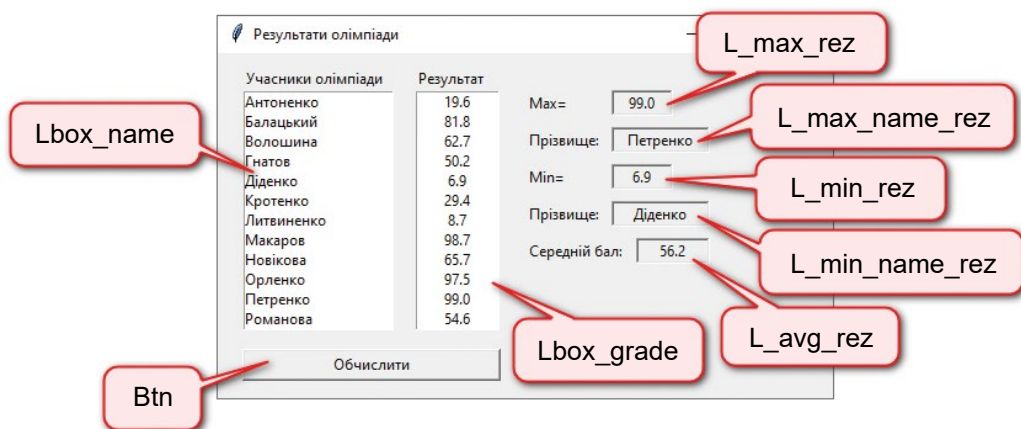 Результати олімпіади
L_max_rez
Учасники олімпіади Результат
Антоненко 19.6
Балацький 81.8
Волошина 62.7
Гнатов 50.2
Діденко 6.9
Кротенко 29.4
Литвиненко 8.7
Макаров 98.7
Новікова 65.7
Орленко 97.5
Петренко 99.0
Романова 54.6
Обчислити
Max= 99.0
Прізвище: Петренко
Min= 6.9
Прізвище: Діденко
Середній бал: 56.2
L_max_name_rez
L_min_rez
L_min_name_rez
L_avg_rez
Lbox_name
Lbox_grade
Btn